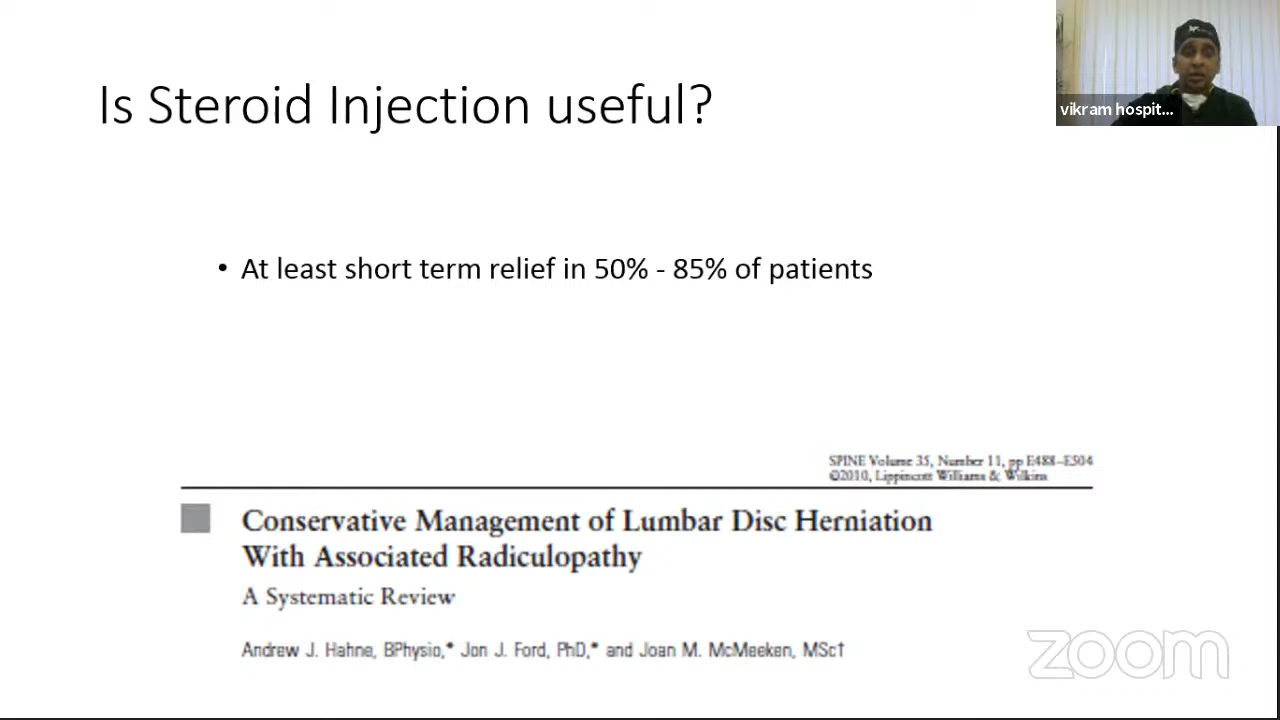 Is Steroid Injection useful?
vikram hospit...
• At least short term relief in 50% - 85% of patients
SPINE Volume 35, Number 11, pp E488–E504
©2010, Lippincott Williams & Wilkins
Conservative Management of Lumbar Disc Herniation
With Associated Radiculopathy
A Systematic Review
Andrew J. Hahne, BPhysio,* Jon J. Ford, PhD,* and Joan M. McMeeken, MSc†
zoom